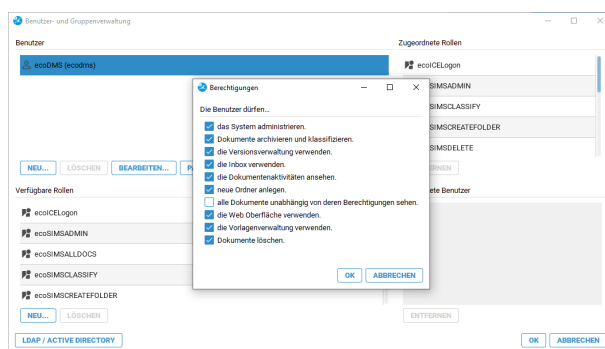 Benutzer- und Gruppenverwaltung
Benutzer
Zugeordnete Rollen
ecoDMS (ecodms)
ecoICELogon
SIMSADMIN
SIMSCLASSIFY
SIMSCREATEFOLDER
SIMSDELETE
NEU...
LÖSCHEN
BEARBEITEN...
Berechtigungen
Die Benutzer dürfen...
das System administrieren.
Dokumente archivieren und klassifizieren.
die Versionsverwaltung verwenden.
die Inbox verwenden.
die Dokumentenaktivitäten ansehen.
neue Ordner anlegen.
alle Dokumente unabhängig von deren Berechtigungen sehen.
die Web Oberfläche verwenden.
die Vorlagenverwaltung verwenden.
Dokumente löschen.
OK
ABBRECHEN
Verfügbare Rollen
ete Benutzer
ecoICELogon
ecoSIMSADMIN
ecoSIMSALLDOCS
ecoSIMSCLASSIFY
ecoSIMSCREATEFOLDER
NEU...
LÖSCHEN
ENTFERNEN
LDAP / ACTIVE DIRECTORY
OK
ABBRECHEN